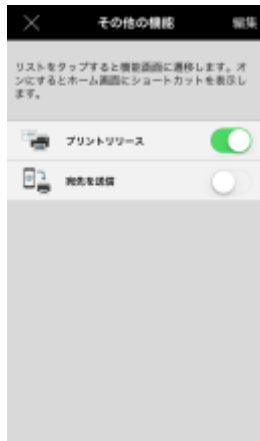 その他の機能
編集
リストをタップすると機能画面に遷移します。オ
ンにするとホーム画面にショートカットを表示し
ます。
プリントリリース
宛先を送信